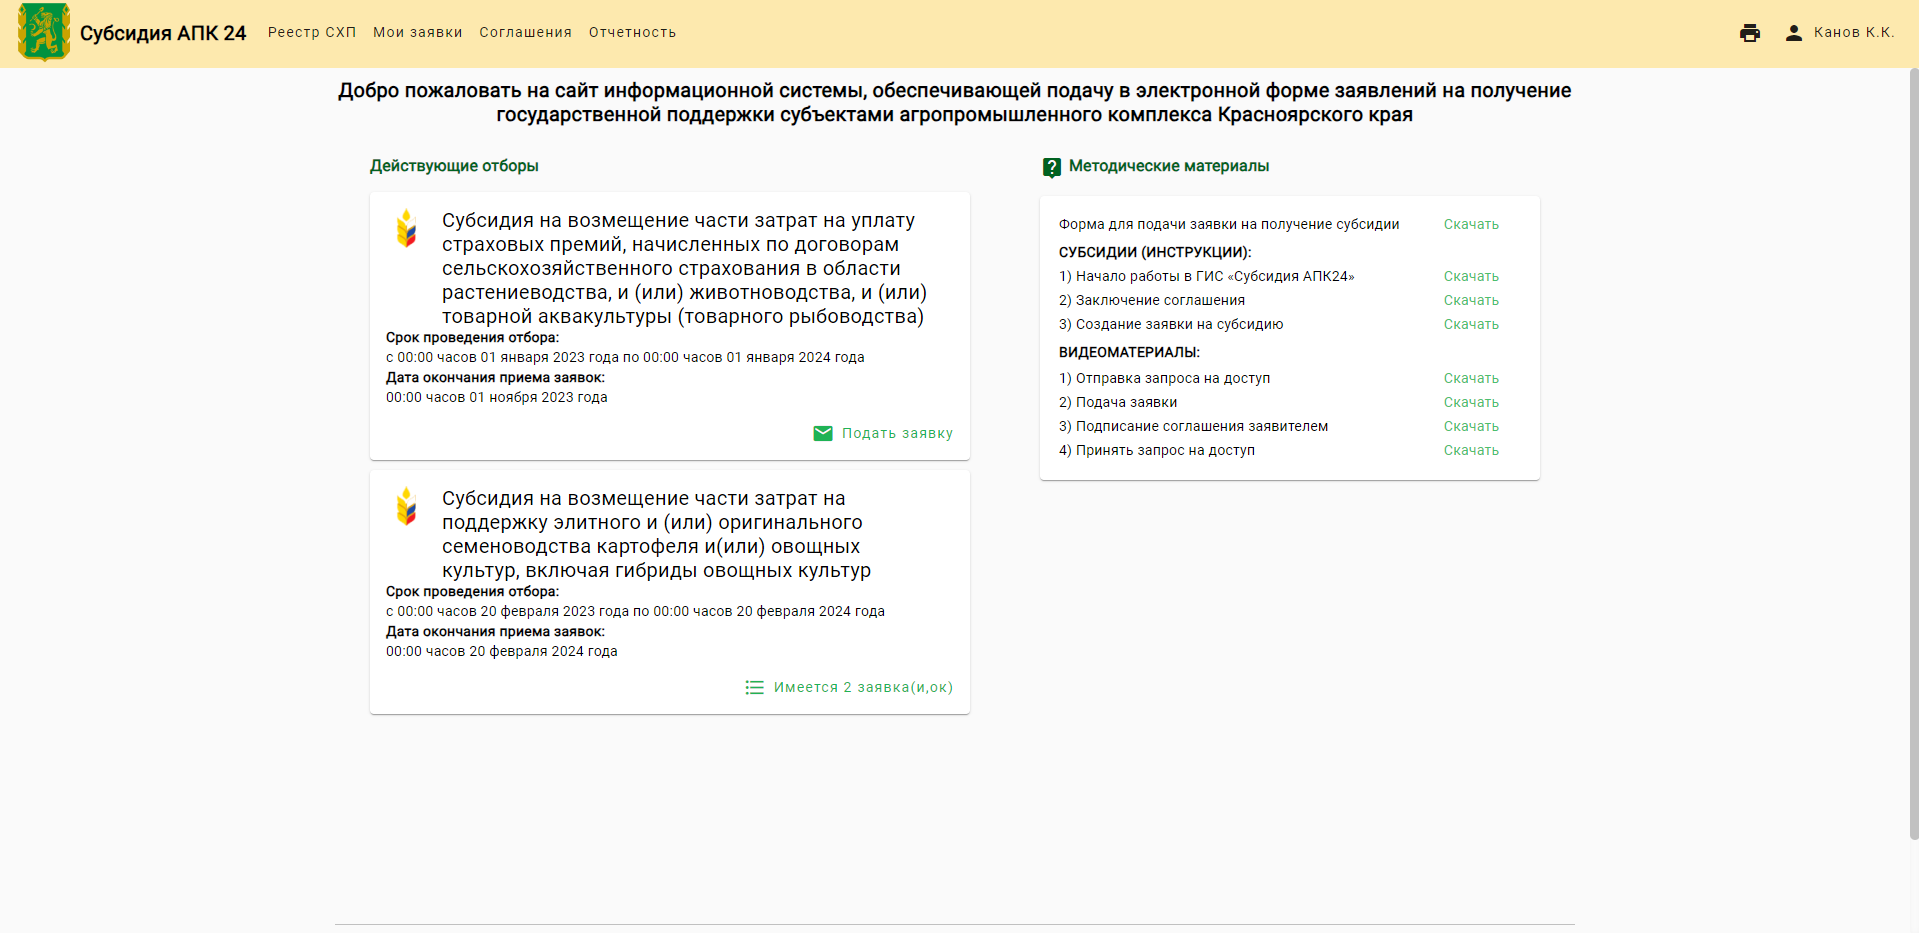 Субсидия АПК 24
Реестр СХП
Мои заявки
Соглашения
Отчетность
Канов К.К.
Добро пожаловать на сайт информационной системы, обеспечивающей подачу в электронной форме заявлений на получение
государственной поддержки субъектами агропромышленного комплекса Красноярского края
Действующие отборы
Субсидия на возмещение части затрат на уплату
страховых премий, начисленных по договорам
сельскохозяйственного страхования в области
растениеводства, и (или) животноводства, и (или)
товарной аквакультуры (товарного рыбоводства)
Срок проведения отбора:
с 00:00 часов 01 января 2023 года по 00:00 часов 01 января 2024 года
Дата окончания приема заявок:
00:00 часов 01 ноября 2023 года
Подать заявку
Субсидия на возмещение части затрат на
поддержку элитного и (или) оригинального
семеноводства картофеля и(или) овощных
культур, включая гибриды овощных культур
Срок проведения отбора:
с 00:00 часов 20 февраля 2023 года по 00:00 часов 20 февраля 2024 года
Дата окончания приема заявок:
00:00 часов 20 февраля 2024 года
Имеется 2 заявка(и,ок)
Методические материалы
Форма для подачи заявки на получение субсидии Скачать
СУБСИДИИ (ИНСТРУКЦИИ):
1) Начало работы в ГИС «Субсидия АПК24» Скачать
2) Заключение соглашения Скачать
3) Создание заявки на субсидию Скачать
ВИДЕОМАТЕРИАЛЫ:
1) Отправка запроса на доступ Скачать
2) Подача заявки Скачать
3) Подписание соглашения заявителем Скачать
4) Принять запрос на доступ Скачать